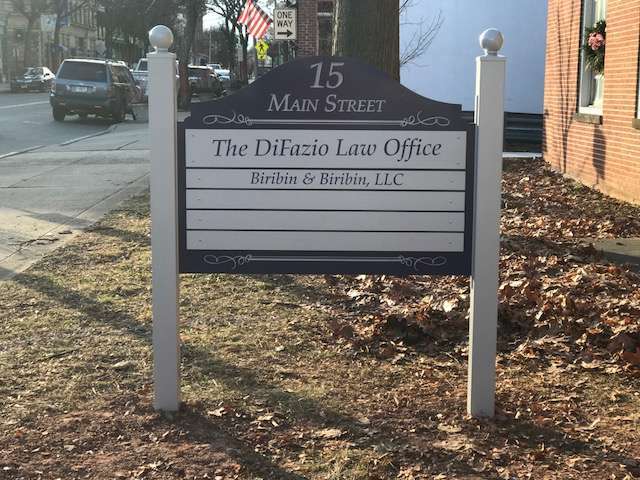 ONE
WAY
15
MAIN STREET
The DiFazio Law Office
BIRIBIN & BIRIBIN, LLC